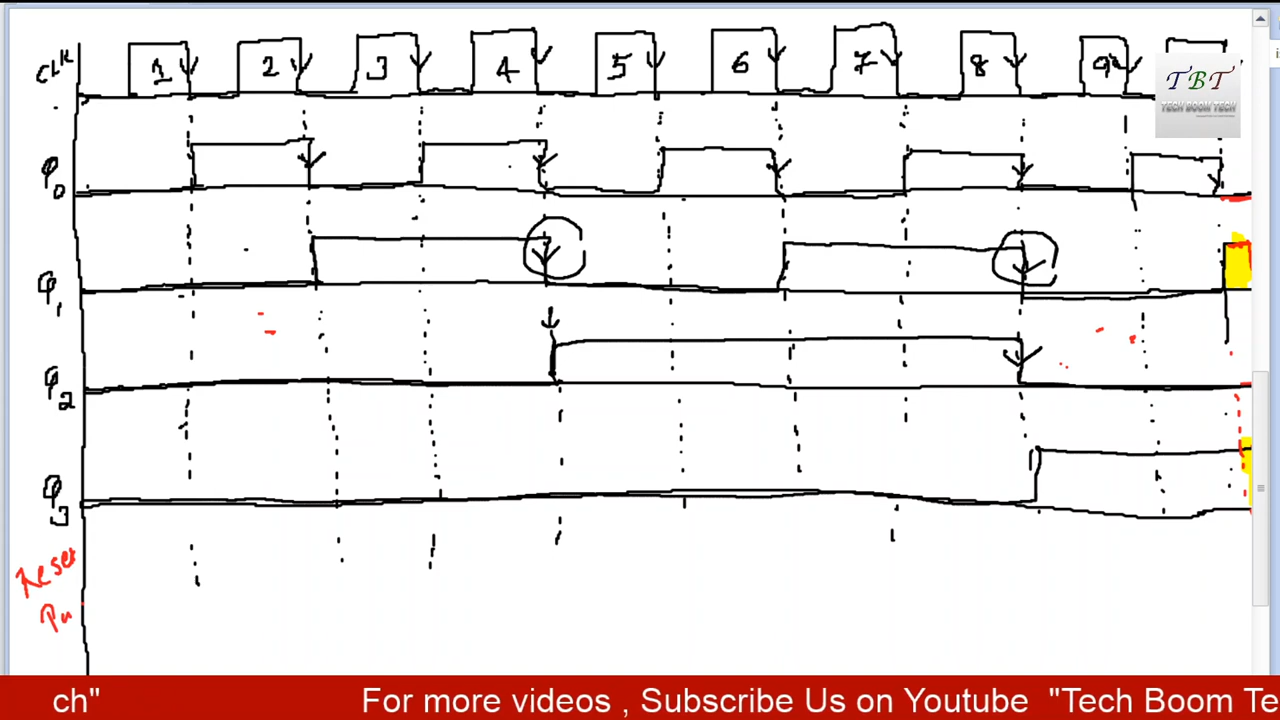 CLK 1 2 3 4 5 6 7 8 9
TBT
TECH BOOM TECH
φ0
φ1
φ2
φ3
Reset
Pu
ch" For more videos , Subscribe Us on Youtube "Tech Boom Te